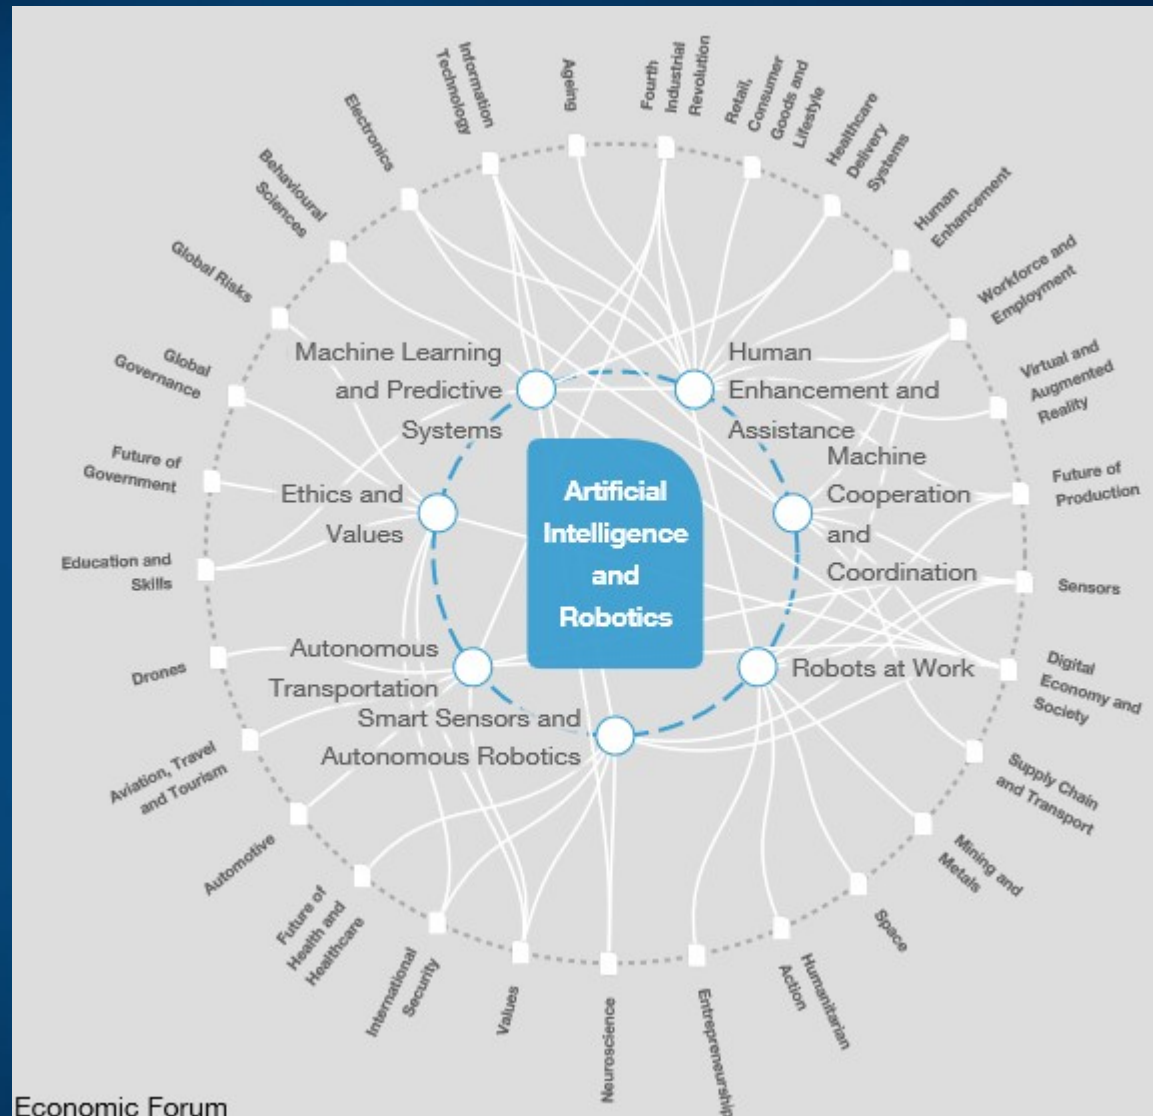 Information
Technology
Ageing
Fourth
Industrial
Revolution
Retail,
Consumer
Goods and
Lifestyle
Healthcare
Delivery
Systems
Human
Enhancement
Workforce and
Employment
Virtual and
Augmented
Reality
Future of
Production
Sensors
Digital
Economy and
Society
Supply Chain
and Transport
Mining and
Metals
Space
Humanitarian
Action
Entrepreneurship
Neuroscience
Values
International
Security
Future of
Health and
Healthcare
Automotive
Aviation, Travel
and Tourism
Drones
Education and
Skills
Future of
Government
Global
Governance
Global Risks
Behavioural
Sciences
Electronics
Machine Learning
and Predictive
Systems
Human
Enhancement and
Assistance
Machine
Cooperation
and
Coordination
Robots at Work
Smart Sensors and
Autonomous Robotics
Autonomous
Transportation
Ethics and
Values
Artificial
Intelligence
and
Robotics
Economic Forum